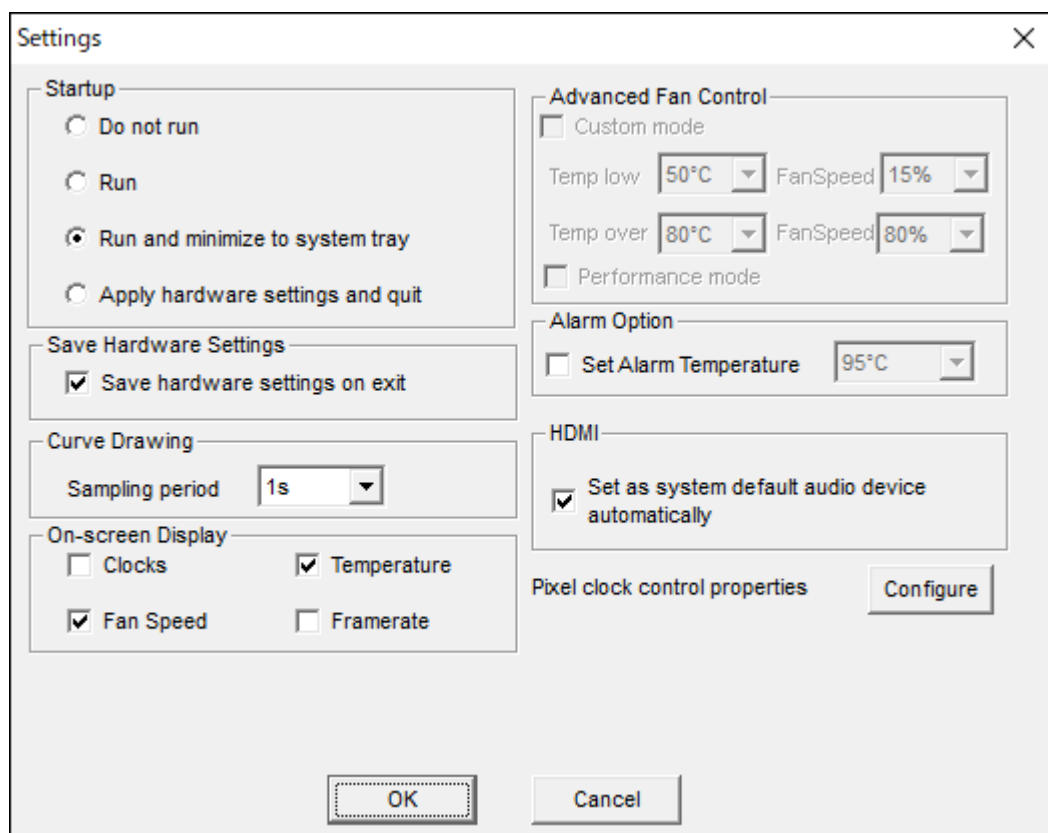 Settings
Startup
Do not run
Run
Run and minimize to system tray
Apply hardware settings and quit
Save Hardware Settings
Save hardware settings on exit
Curve Drawing
Sampling period 1s
On-screen Display
Clocks Temperature
Fan Speed Framerate
Advanced Fan Control
Custom mode
Temp low 50°C FanSpeed 15%
Temp over 80°C FanSpeed 80%
Performance mode
Alarm Option
Set Alarm Temperature 95°C
HDMI
Set as system default audio device
automatically
Pixel clock control properties Configure
OK Cancel